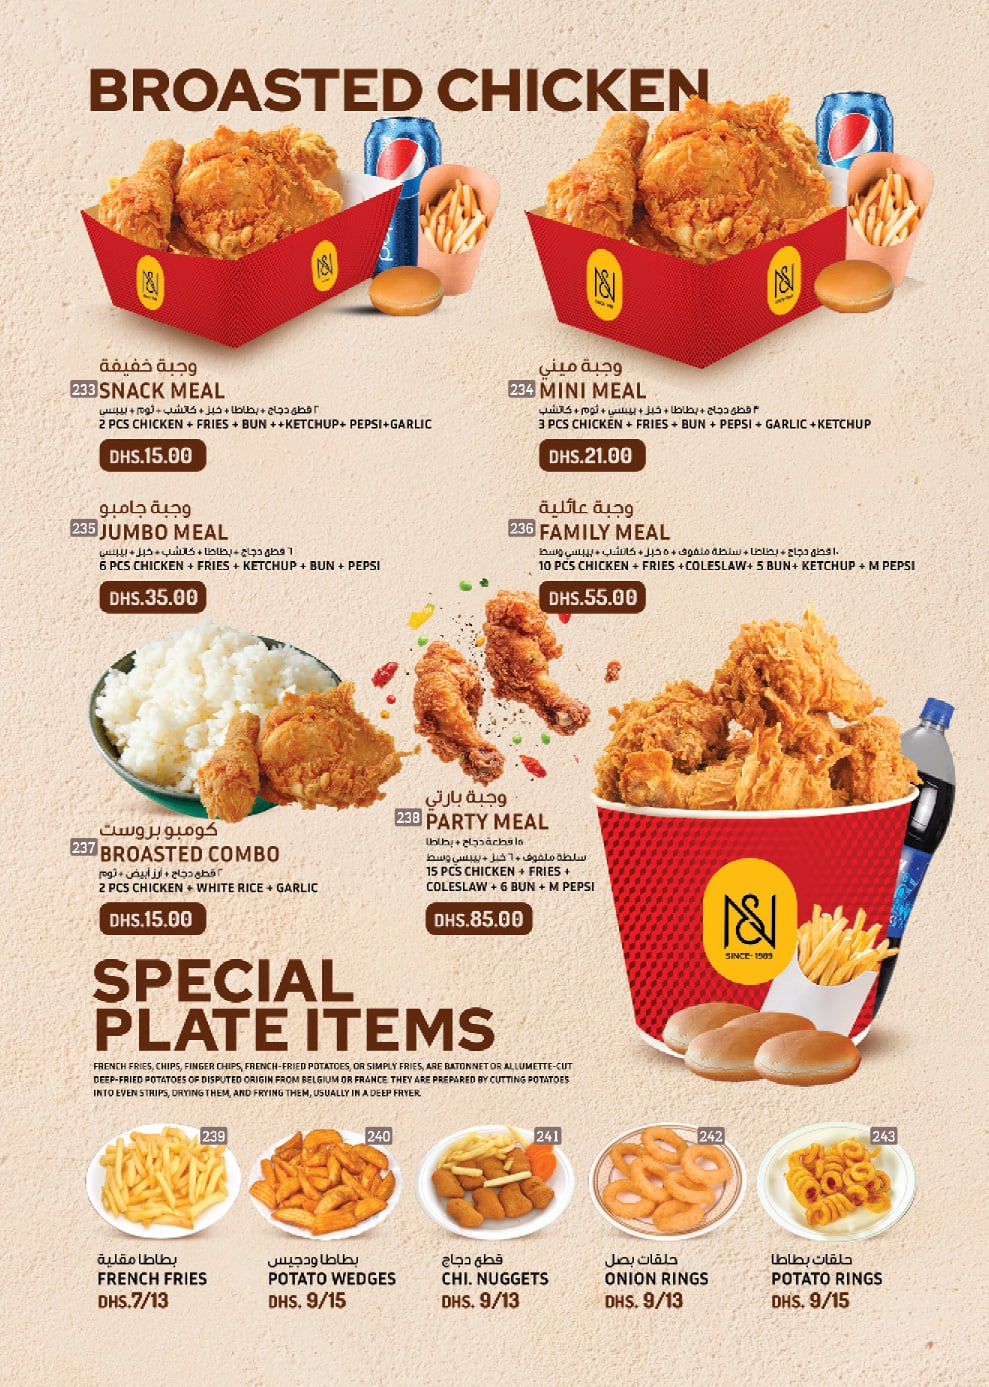 BROASTED CHICKEN
وجبة خفيفة
233 SNACK MEAL
٢ قطع دجاج + بطاطا + خبز + كاتشب + ثوم + بيبسي
2 PCS CHICKEN + FRIES + BUN ++KETCHUP+ PEPSI+GARLIC
DHS.15.00
وجبة ميني
234 MINI MEAL
٣ قطع دجاج + بطاطا + خبز + بيبسي + ثوم + كاتشب
3 PCS CHICKEN + FRIES + BUN + PEPSI + GARLIC +KETCHUP
DHS.21.00
وجبة جامبو
235 JUMBO MEAL
٦ قطع دجاج + بطاطا + كاتشب + خبز + بيبسي
6 PCS CHICKEN + FRIES + KETCHUP + BUN + PEPSI
DHS.35.00
وجبة عائلية
236 FAMILY MEAL
١٠ قطع دجاج + بطاطا + سلطة ملفوف + ٥ خبز + كاتشب + بيبسي وسط
10 PCS CHICKEN + FRIES +COLESLAW+ 5 BUN+ KETCHUP + M PEPSI
DHS.55.00
كومبو بروست
237 BROASTED COMBO
٢ قطع دجاج + ارز أبيض + ثوم
2 PCS CHICKEN + WHITE RICE + GARLIC
DHS.15.00
وجبة بارتي
238 PARTY MEAL
١٥ قطعة دجاج + بطاطا
سلطة ملفوف + ٦ خبز + بيبسي وسط
15 PCS CHICKEN + FRIES +
COLESLAW + 6 BUN + M PEPSI
DHS.85.00
SINCE- 1989
SPECIAL
PLATE ITEMS
FRENCH FRIES, CHIPS, FINGER CHIPS, FRENCH-FRIED POTATOES, OR SIMPLY FRIES, ARE BATONNET OR ALLUMETTE-CUT
DEEP-FRIED POTATOES OF DISPUTED ORIGIN FROM BELGIUM OR FRANCE. THEY ARE PREPARED BY CUTTING POTATOES
INTO EVEN STRIPS, DRYING THEM, AND FRYING THEM, USUALLY IN A DEEP FRYER.
239
بطاطا مقلية
FRENCH FRIES
DHS.7/13
240
بطاطا ودجيس
POTATO WEDGES
DHS. 9/15
241
قطع دجاج
CHI. NUGGETS
DHS. 9/13
242
حلقات بصل
ONION RINGS
DHS. 9/13
243
حلقات بطاطا
POTATO RINGS
DHS. 9/15